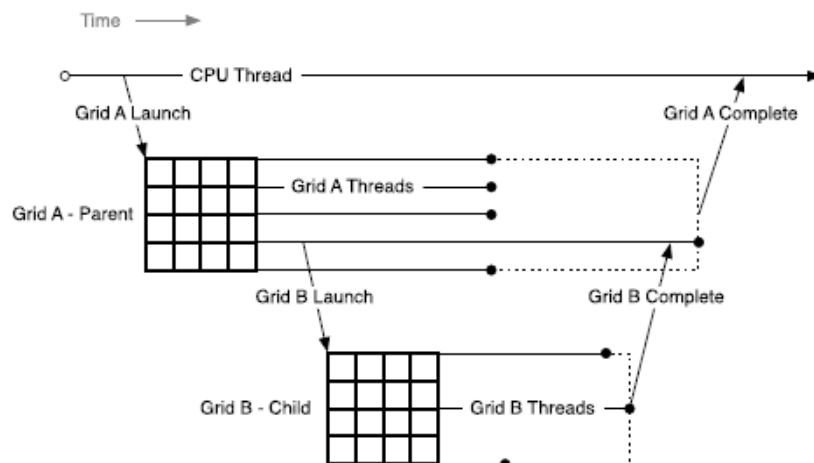 Time
CPU Thread
Grid A Launch
Grid A Complete
Grid A Threads
Grid A - Parent
Grid B Launch
Grid B Complete
Grid B - Child
Grid B Threads